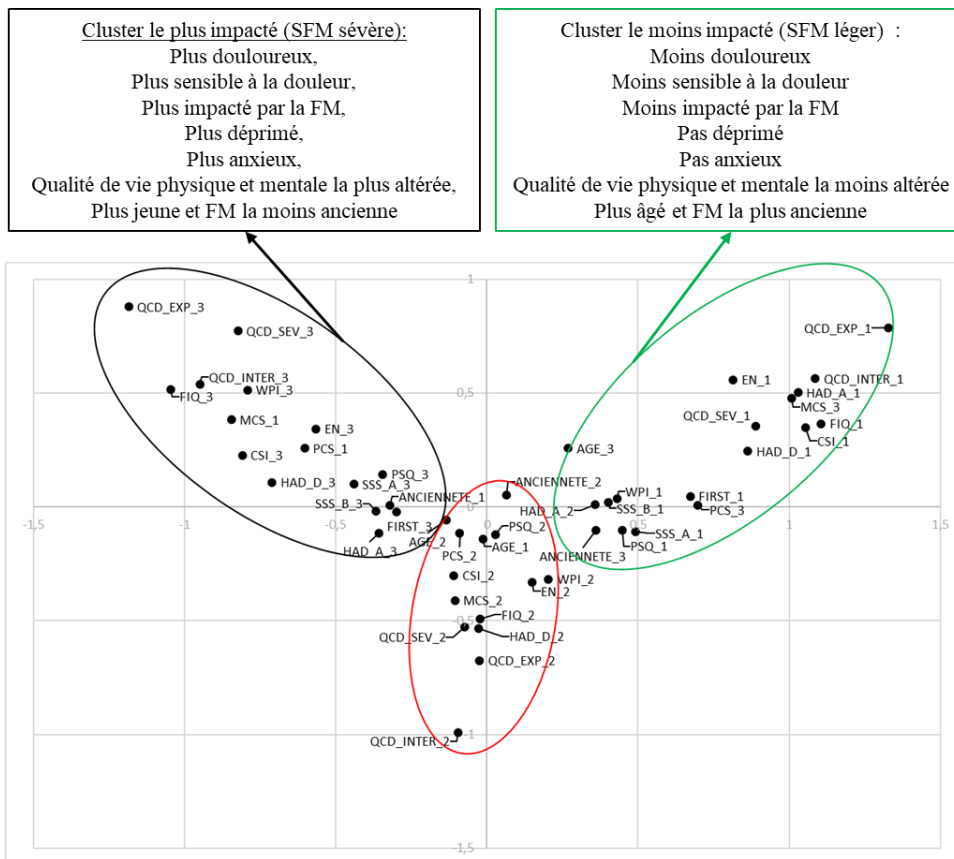 Cluster le plus impacté (SFM sévère):
Plus douloureux,
Plus sensible à la douleur,
Plus impacté par la FM,
Plus déprimé,
Plus anxieux,
Qualité de vie physique et mentale la plus altérée,
Plus jeune et FM la moins ancienne
Cluster le moins impacté (SFM léger) :
Moins douloureux
Moins sensible à la douleur
Moins impacté par la FM
Pas déprimé
Pas anxieux
Qualité de vie physique et mentale la moins altérée
Plus âgé et FM la plus ancienne
1
QCD_EXP_3
QCD_SEV_3
QCD_EXP_1
QCD_INTER_3
EN_1
QCD_INTER_1
0,5
FIQ_3
WPI_3
HAD_A_1
MCS_3
MCS_1
EN_3
QCD_SEV_1
FIQ_1
CSI_1
CSI_3
PCS_1
AGE_3
HAD_D_1
HAD_D_3
PSQ_3
SSS_A_3
ANCIENNETE_2
WPI_1
FIRST_1
SSS_B_3
ANCIENNETE_1
HAD_A_2
SSS_B_1
PCS_3
-1,5
-1
-0,5
0
0,5
1
1,5
FIRST_3
PSQ_2
SSS_A_1
HAD_A_3
AGE_2
AGE_1
ANCIENNETE_3
PSQ_1
PCS_2
CSI_2
WPI_2
EN_2
MCS_2
FIQ_2
-0,5
QCD_SEV_2
HAD_D_2
QCD_EXP_2
QCD_INTER_2
-1
-1,5